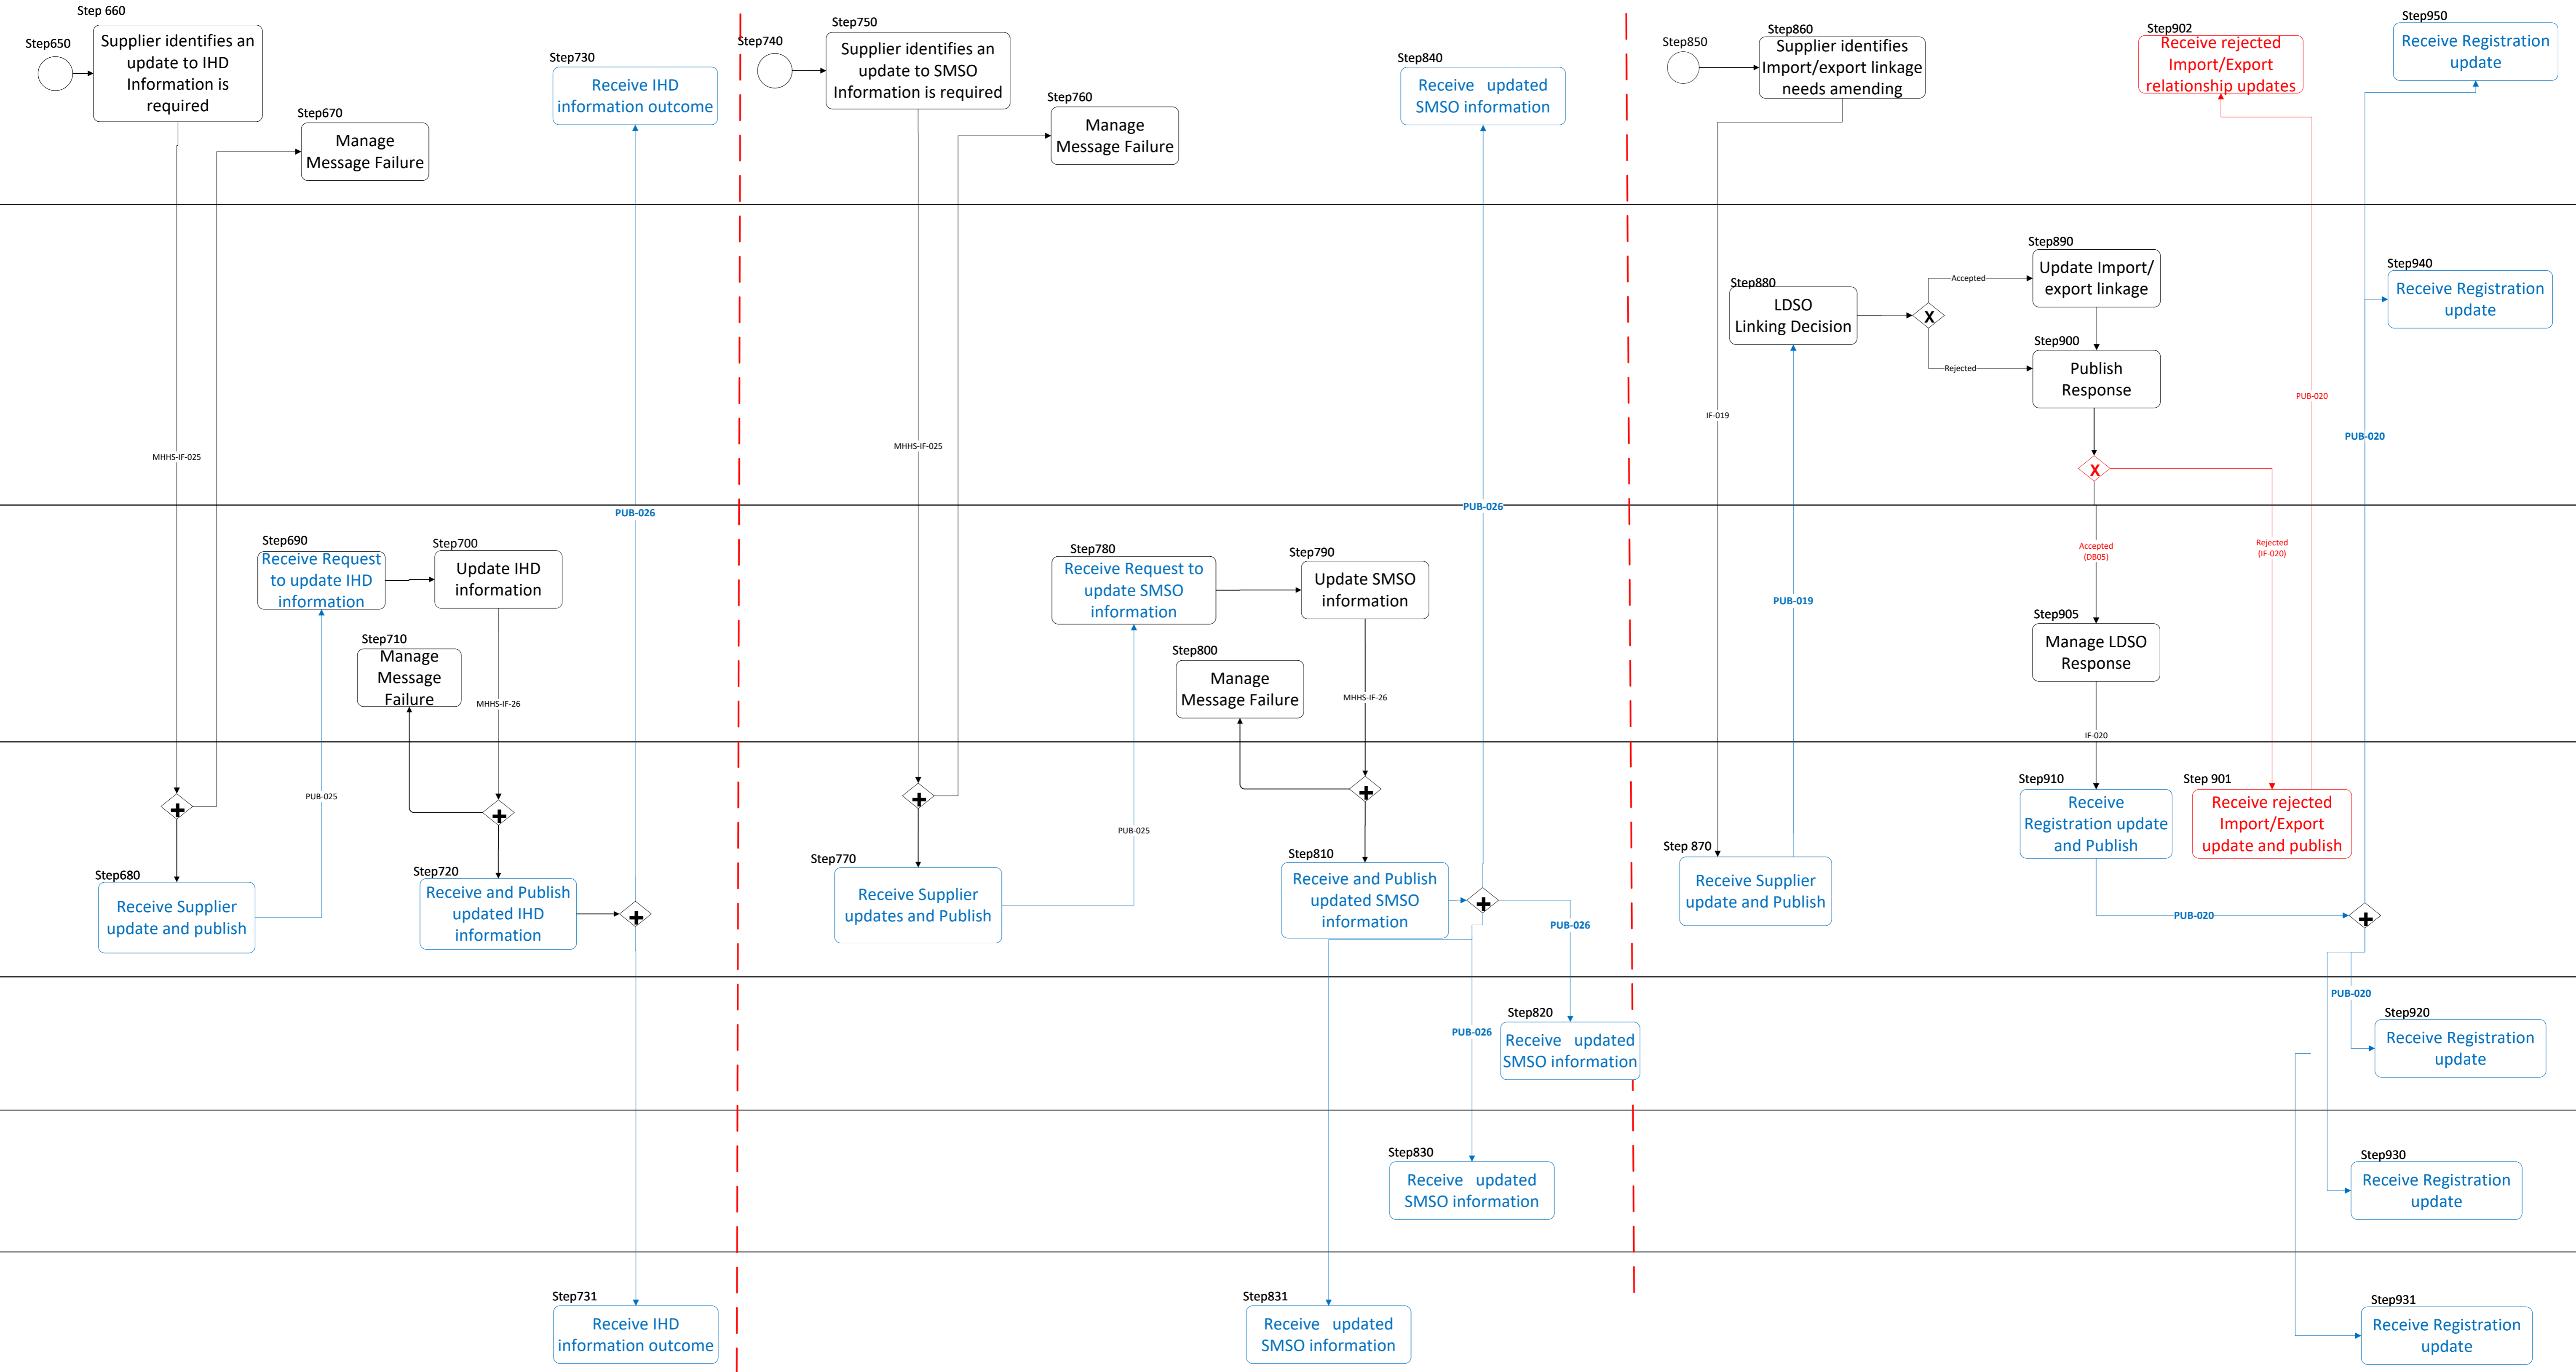 Step 660
Step650
Supplier identifies an
update to IHD
Information is
required
Step670
Manage
Message Failure
Step730
Receive IHD
information outcome
MHHS-IF-025
PUB-026
Step690
Receive Request
to update IHD
information
Step700
Update IHD
information
Step710
Manage
Message
Failure
MHHS-IF-26
PUB-025
Step680
Receive Supplier
update and publish
Step720
Receive and Publish
updated IHD
information
Step731
Receive IHD
information outcome
Step740
Step750
Supplier identifies an
update to SMSO
Information is required
Step760
Manage
Message Failure
Step840
Receive updated
SMSO information
MHHS-IF-025
PUB-026
Step780
Receive Request to
update SMSO
information
Step790
Update SMSO
information
Step800
Manage
Message Failure
MHHS-IF-26
PUB-025
Step770
Receive Supplier
updates and Publish
Step810
Receive and Publish
updated SMSO
information
PUB-026
PUB-026
Step820
Receive updated
SMSO information
Step830
Receive updated
SMSO information
Step831
Receive updated
SMSO information
Step850
Step860
Supplier identifies
Import/export linkage
needs amending
Step902
Receive rejected
Import/Export
relationship updates
Step950
Receive Registration
update
Step880
LDSO
Linking Decision
X
Accepted
Rejected
Step890
Update Import/
export linkage
Step900
Publish
Response
Step940
Receive Registration
update
IF-019
PUB-020
PUB-020
X
Accepted
(DB05)
Rejected
(IF-020)
PUB-019
Step905
Manage LDSO
Response
IF-020
Step910
Receive
Registration update
and Publish
Step 901
Receive rejected
Import/Export
update and publish
Step 870
Receive Supplier
update and Publish
PUB-020
PUB-020
Step920
Receive Registration
update
Step930
Receive Registration
update
Step931
Receive Registration
update